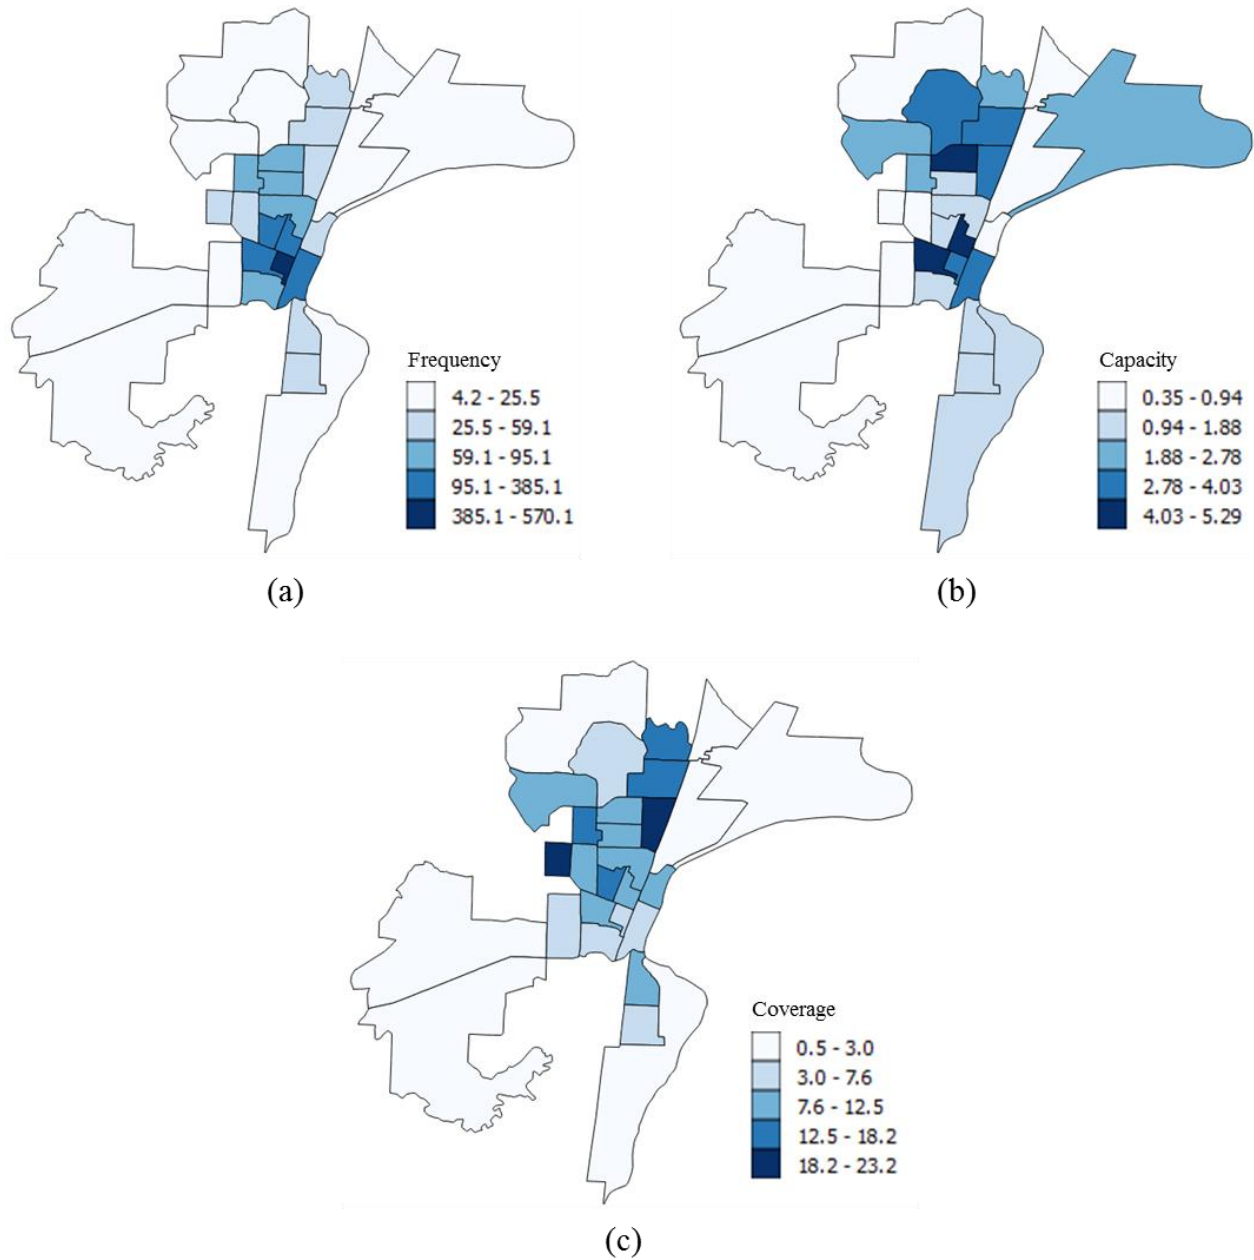 Frequency
4.2 - 25.5
25.5 - 59.1
59.1 - 95.1
95.1 - 385.1
385.1 - 570.1
(a)
Capacity
0.35 - 0.94
0.94 - 1.88
1.88 - 2.78
2.78 - 4.03
4.03 - 5.29
(b)
Coverage
0.5 - 3.0
3.0 - 7.6
7.6 - 12.5
12.5 - 18.2
18.2 - 23.2
(c)